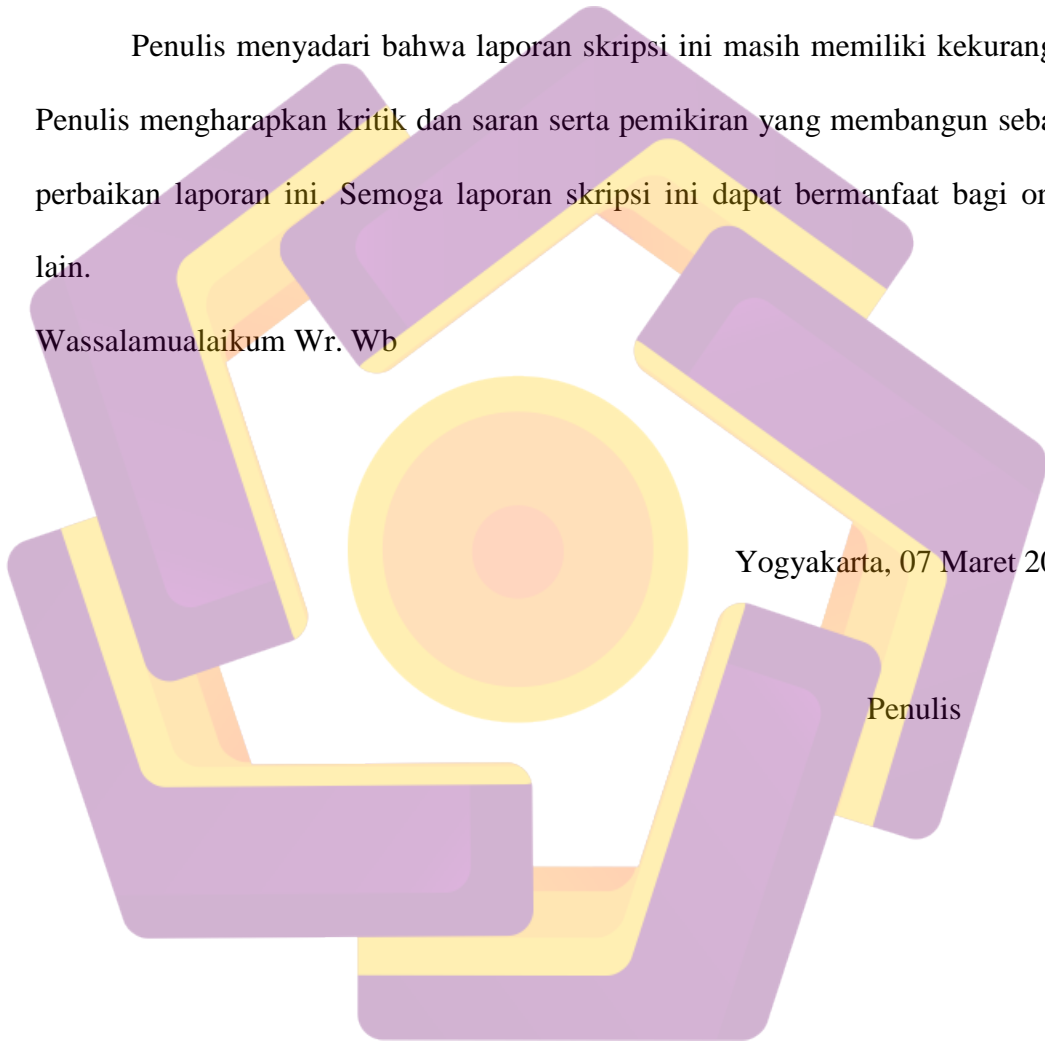 Penulis menyadari bahwa laporan skripsi ini masih memiliki kekurang
Penulis mengharapkan kritik dan saran serta pemikiran yang membangun seba
perbaikan laporan ini. Semoga laporan skripsi ini dapat bermanfaat bagi or
lain.
Wassalamualaikum Wr. Wb
Yogyakarta, 07 Maret 20
Penulis